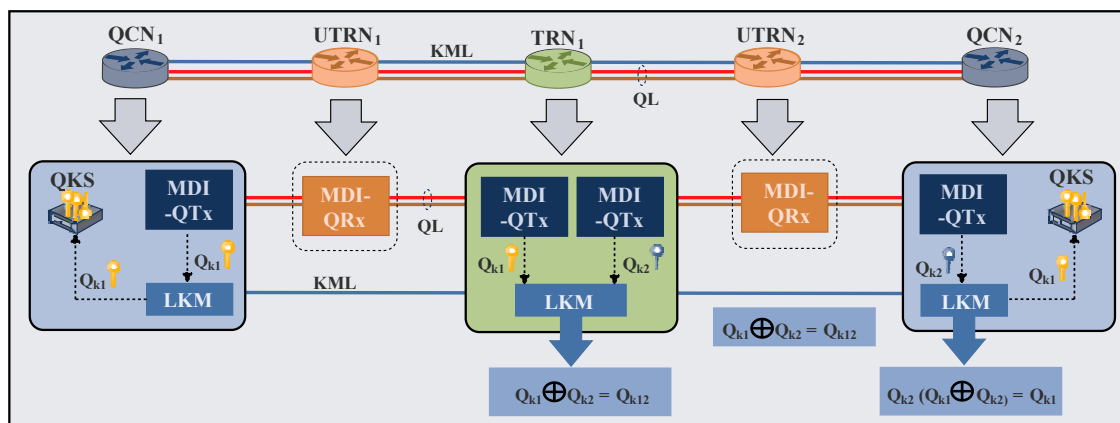 QCN1 UTRN1 TRN1 UTRN2 QCN2
KML
QL
QKS MDI -QTx
MDI- QRx
MDI -QTx
MDI -QTx
MDI- QRx
MDI -QTx
QKS
QL
Qk1
Qk1
Qk1
Qk2
Qk2
Qk1
LKM
KML
LKM
LKM
Qk1⊕Qk2 = Qk12
Qk1⊕Qk2 = Qk12
Qk2 (Qk1⊕Qk2) = Qk1